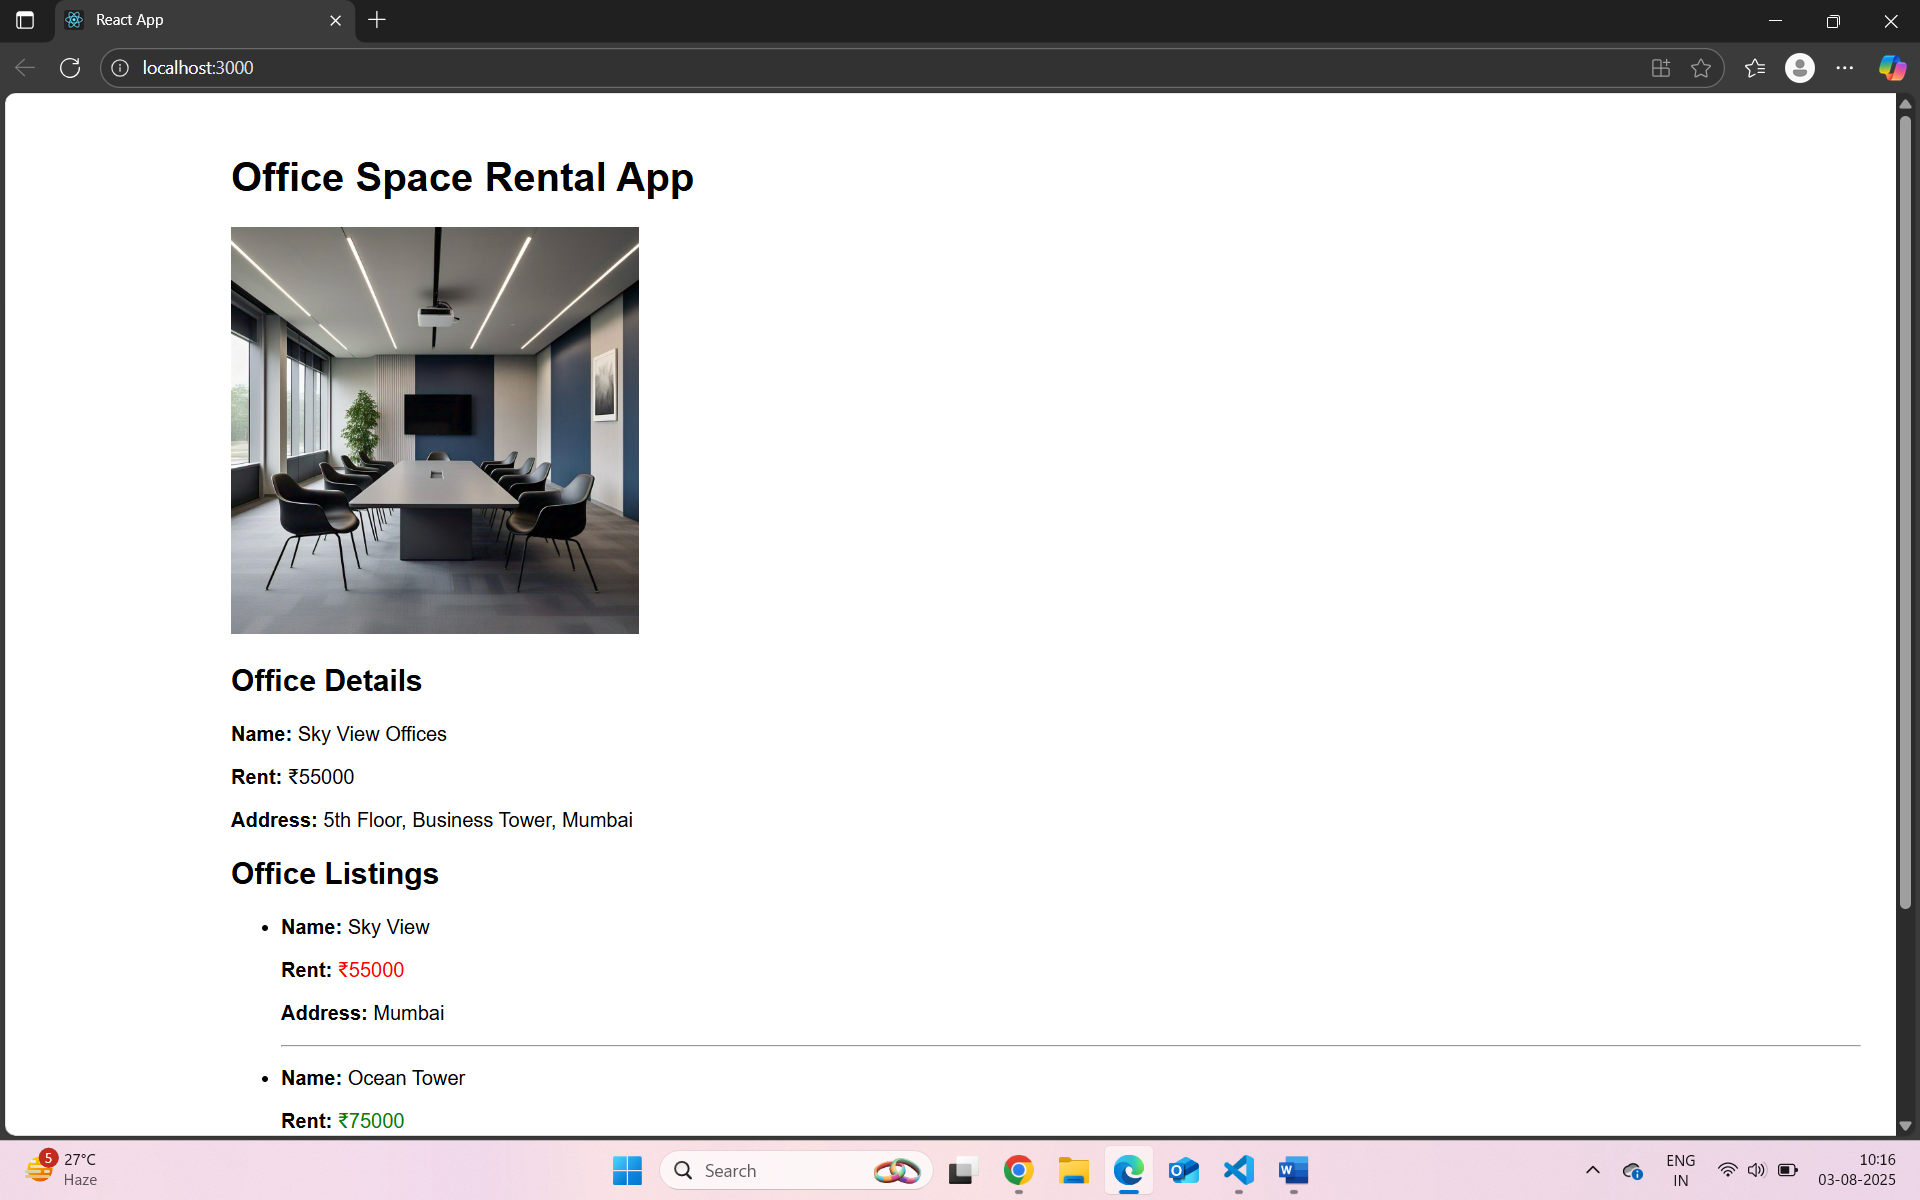 React App
localhost:3000
Office Space Rental App
Office Details
Name: Sky View Offices
Rent: ₹55000
Address: 5th Floor, Business Tower, Mumbai
Office Listings
Name: Sky View
Rent: ₹55000
Address: Mumbai
Name: Ocean Tower
Rent: ₹75000
5
27°C
Haze
Search
ENG
IN
10:16
03-08-2025